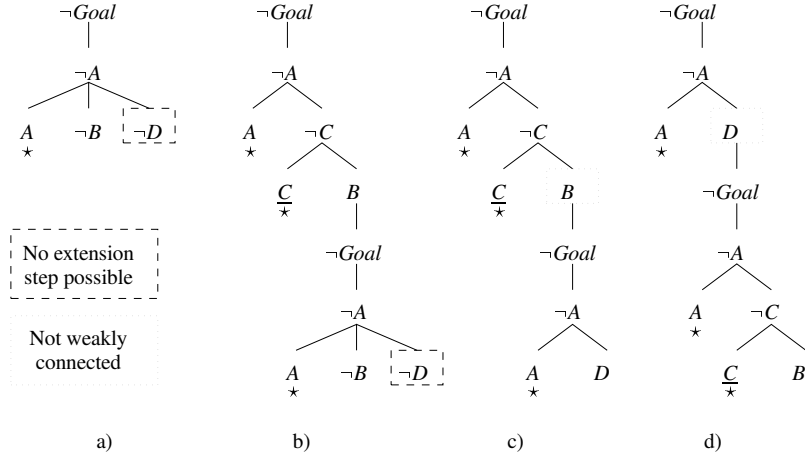 ¬Goal ¬Goal ¬Goal ¬Goal
¬A ¬A ¬A ¬A
A ¬B ¬D A ¬C A ¬C A D
⋆ ⋆ ⋆ ⋆
C B C B ¬Goal
⋆ ⋆
No extension
step possible
¬Goal ¬Goal ¬A
¬A ¬A A ¬C
⋆
Not weakly
connected
A ¬B ¬D A D C B
⋆ ⋆ ⋆
a) b) c) d)